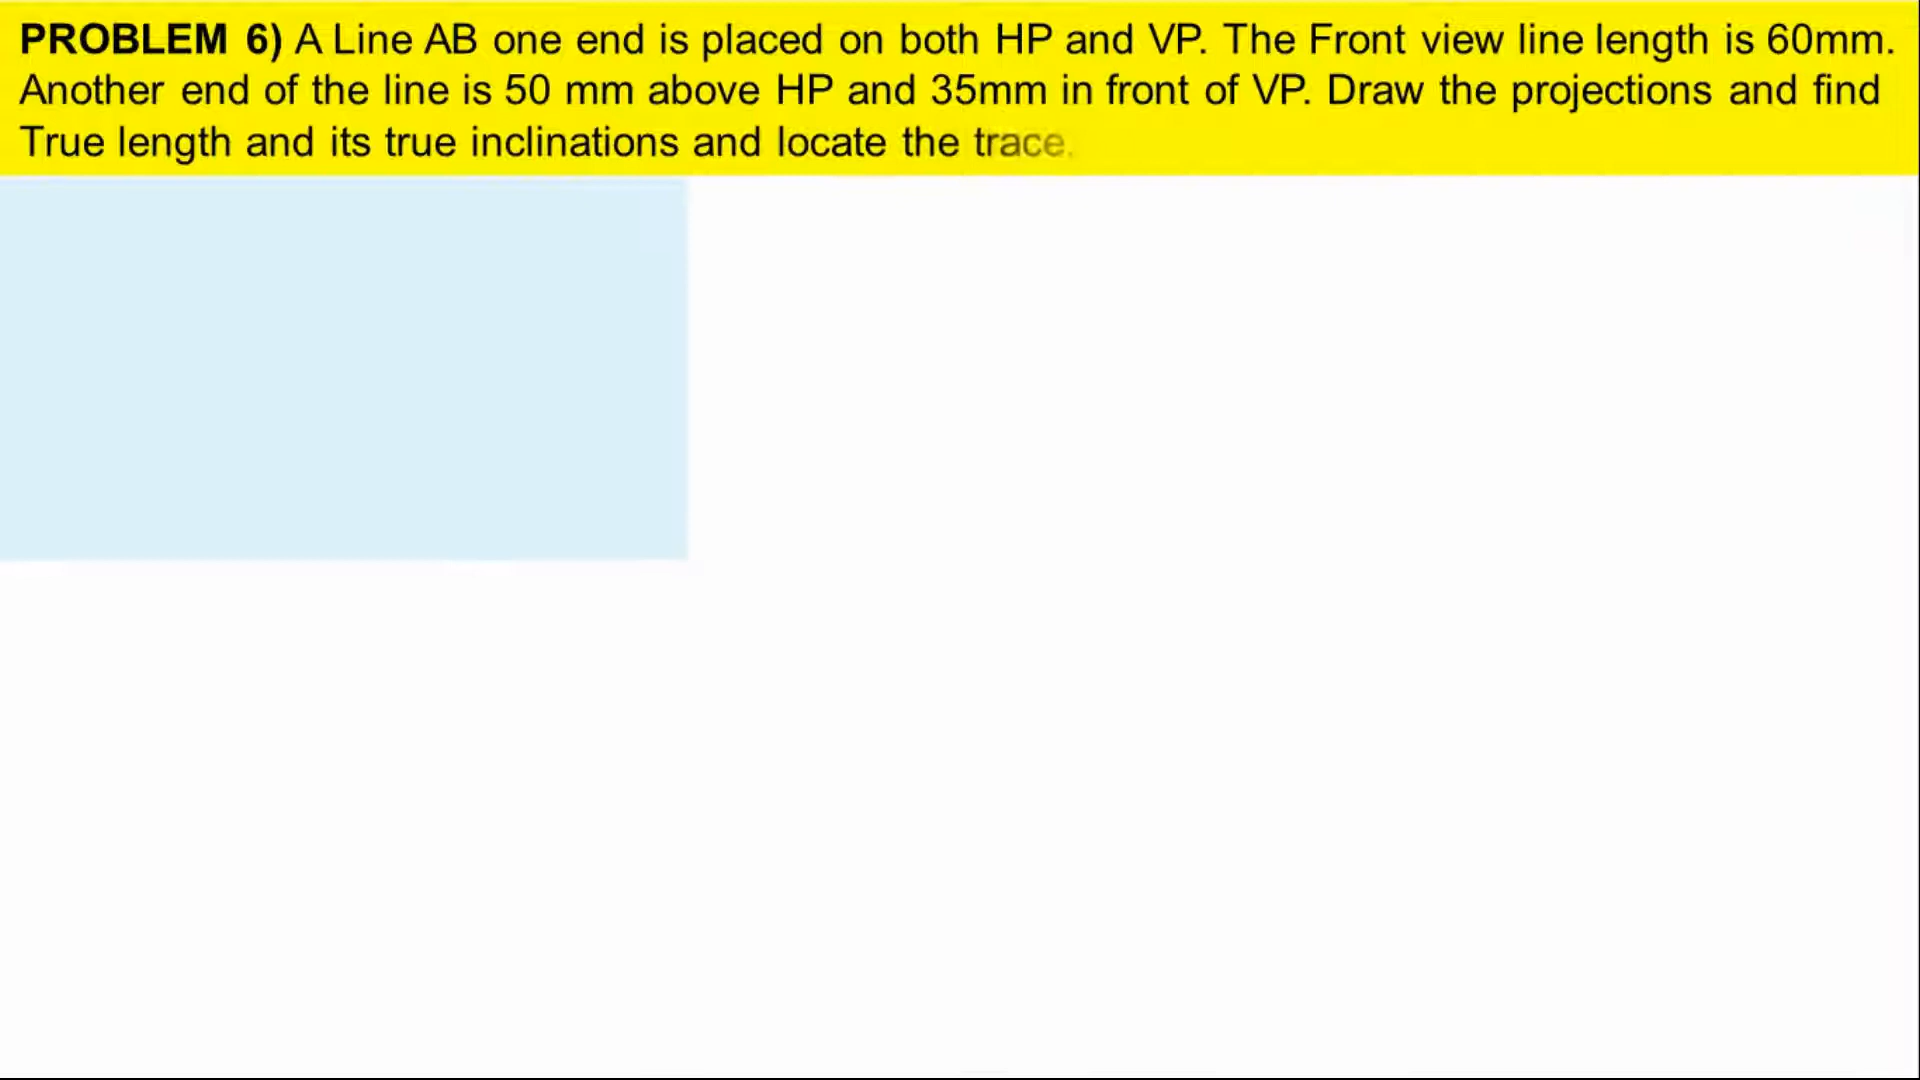 PROBLEM 6) A Line AB one end is placed on both HP and VP. The Front view line length is 60mm.
Another end of the line is 50 mm above HP and 35mm in front of VP. Draw the projections and find
True length and its true inclinations and locate the trace.